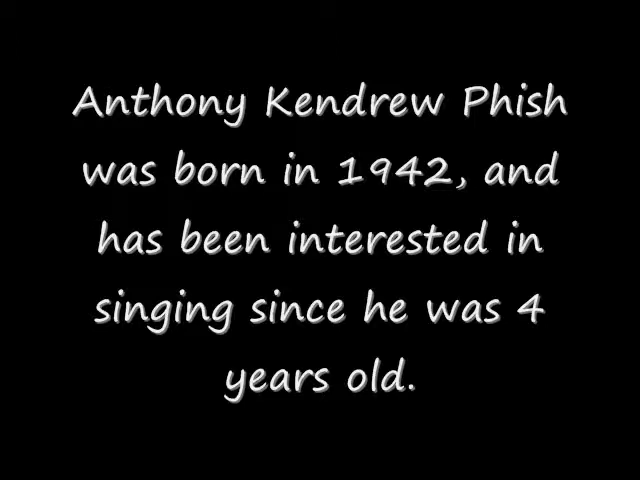 Anthony Kendrew Phish
was born in 1942, and
has been interested in
singing since he was 4
years old.